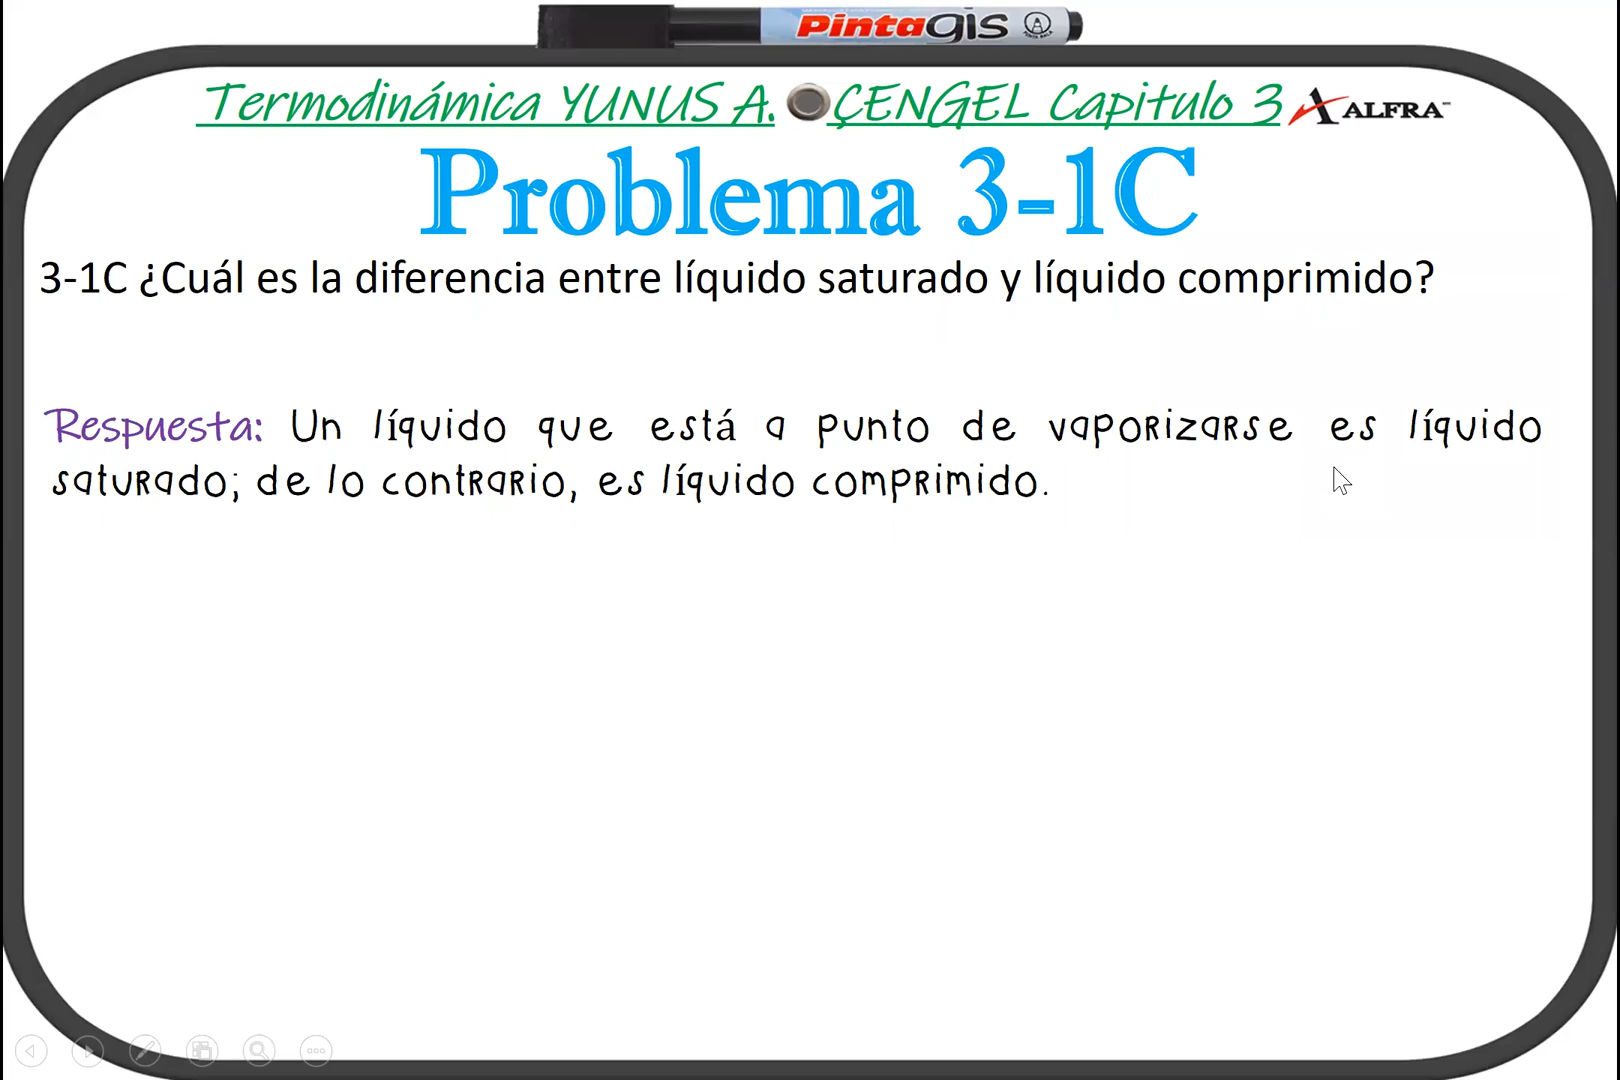 Pintagis
Termodinámica YUNUS A. ÇENGEL Capitulo 3 ALFRA
Problema 3-1C
3-1C ¿Cuál es la diferencia entre líquido saturado y líquido comprimido?
Respuesta: Un líquido que está a punto de vaporizarse es líquido
saturado; de lo contrario, es líquido comprimido.